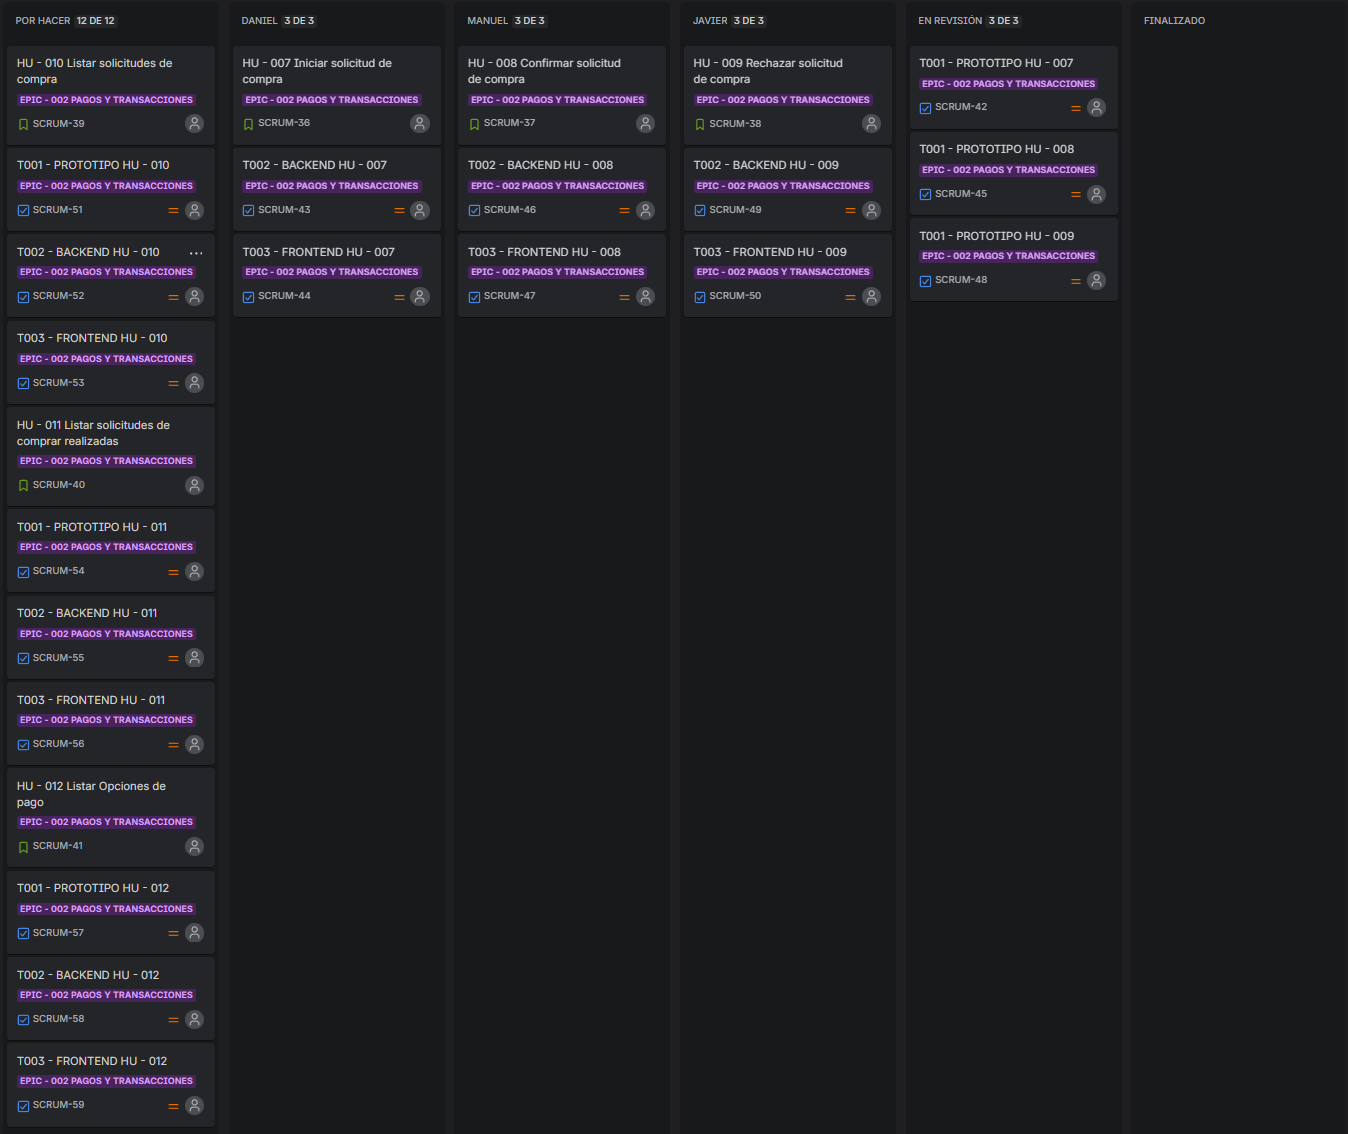 POR HACER 12 DE 12
HU - 010 Listar solicitudes de
compra
EPIC - 002 PAGOS Y TRANSACCIONES
SCRUM-39
T001 - PROTOTIPO HU - 010
EPIC - 002 PAGOS Y TRANSACCIONES
SCRUM-51
T002 - BACKEND HU - 010
EPIC - 002 PAGOS Y TRANSACCIONES
SCRUM-52
T003 - FRONTEND HU - 010
EPIC - 002 PAGOS Y TRANSACCIONES
SCRUM-53
HU - 011 Listar solicitudes de
comprar realizadas
EPIC - 002 PAGOS Y TRANSACCIONES
SCRUM-40
T001 - PROTOTIPO HU - 011
EPIC - 002 PAGOS Y TRANSACCIONES
SCRUM-54
T002 - BACKEND HU - 011
EPIC - 002 PAGOS Y TRANSACCIONES
SCRUM-55
T003 - FRONTEND HU - 011
EPIC - 002 PAGOS Y TRANSACCIONES
SCRUM-56
HU - 012 Listar Opciones de
pago
EPIC - 002 PAGOS Y TRANSACCIONES
SCRUM-41
T001 - PROTOTIPO HU - 012
EPIC - 002 PAGOS Y TRANSACCIONES
SCRUM-57
T002 - BACKEND HU - 012
EPIC - 002 PAGOS Y TRANSACCIONES
SCRUM-58
T003 - FRONTEND HU - 012
EPIC - 002 PAGOS Y TRANSACCIONES
SCRUM-59
DANIEL 3 DE 3
HU - 007 Iniciar solicitud de
compra
EPIC - 002 PAGOS Y TRANSACCIONES
SCRUM-36
T002 - BACKEND HU - 007
EPIC - 002 PAGOS Y TRANSACCIONES
SCRUM-43
T003 - FRONTEND HU - 007
EPIC - 002 PAGOS Y TRANSACCIONES
SCRUM-44
MANUEL 3 DE 3
HU - 008 Confirmar solicitud
de compra
EPIC - 002 PAGOS Y TRANSACCIONES
SCRUM-37
T002 - BACKEND HU - 008
EPIC - 002 PAGOS Y TRANSACCIONES
SCRUM-46
T003 - FRONTEND HU - 008
EPIC - 002 PAGOS Y TRANSACCIONES
SCRUM-47
JAVIER 3 DE 3
HU - 009 Rechazar solicitud
de compra
EPIC - 002 PAGOS Y TRANSACCIONES
SCRUM-38
T002 - BACKEND HU - 009
EPIC - 002 PAGOS Y TRANSACCIONES
SCRUM-49
T003 - FRONTEND HU - 009
EPIC - 002 PAGOS Y TRANSACCIONES
SCRUM-50
EN REVISIÓN 3 DE 3
T001 - PROTOTIPO HU - 007
EPIC - 002 PAGOS Y TRANSACCIONES
SCRUM-42
T001 - PROTOTIPO HU - 008
EPIC - 002 PAGOS Y TRANSACCIONES
SCRUM-45
T001 - PROTOTIPO HU - 009
EPIC - 002 PAGOS Y TRANSACCIONES
SCRUM-48
FINALIZADO